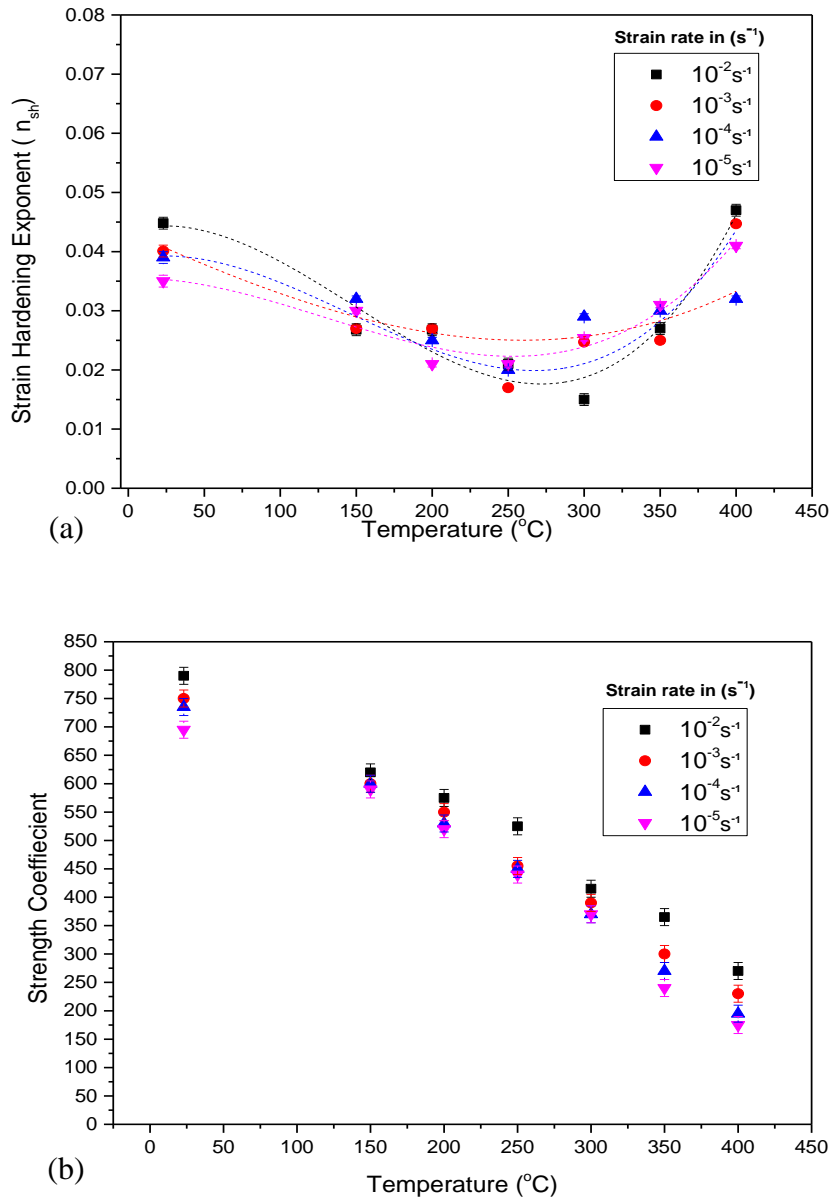 0.08
0.07
0.06
0.05
0.04
0.03
0.02
0.01
0.00
Strain Hardening Exponent ( n_sh)
Strain rate in (s⁻¹)
10⁻²s⁻¹
10⁻³s⁻¹
10⁻⁴s⁻¹
10⁻⁵s⁻¹
0 50 100 150 200 250 300 350 400 450
(a) Temperature (°C)
850
800
750
700
650
600
550
500
450
400
350
300
250
200
150
100
50
0
Strength Coeffiecient
Strain rate in (s⁻¹)
10⁻²s⁻¹
10⁻³s⁻¹
10⁻⁴s⁻¹
10⁻⁵s⁻¹
0 50 100 150 200 250 300 350 400 450
(b) Temperature (°C)